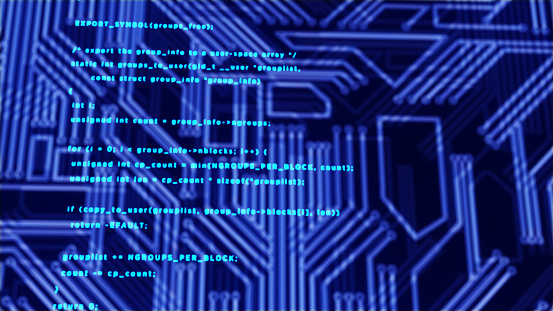 EXPORT_SYMBOL(groups_free);
/* export the group_info to a user-space array */
static int groups_to_user(gid_t __user *grouplist,
const struct group_info *group_info)
{
int i;
unsigned int count = group_info->ngroups;
for (i = 0; i < group_info->nblocks; i++) {
unsigned int cp_count = min(NGROUPS_PER_BLOCK, count);
unsigned int len = cp_count * sizeof(*grouplist);
if (copy_to_user(grouplist, group_info->blocks[i], len))
return -EFAULT;
grouplist += NGROUPS_PER_BLOCK;
count -= cp_count;
}
return 0;